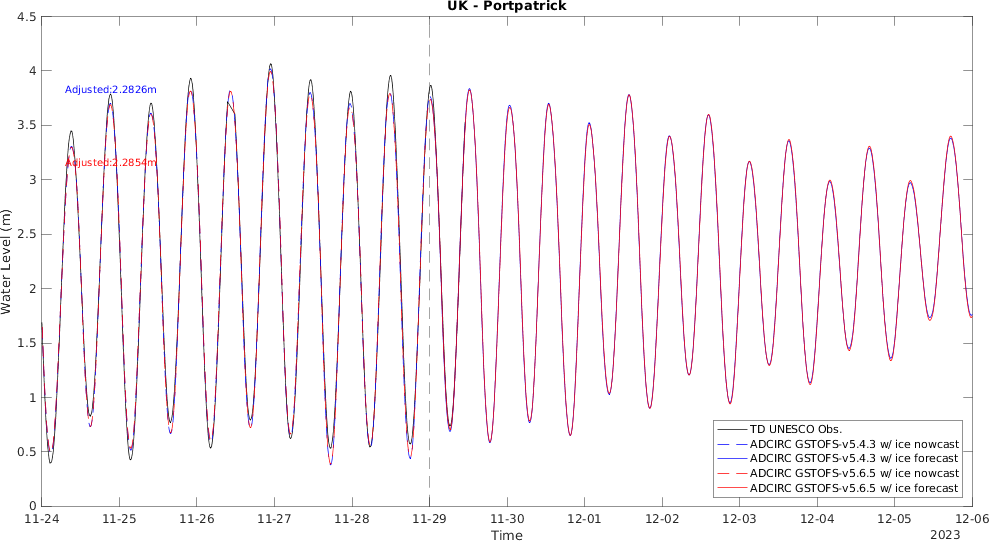 UK - Portpatrick
4.5
4
3.5
3
2.5
2
1.5
1
0.5
0
Water Level (m)
Adjusted:2.2826m
Adjusted:2.2854m
TD UNESCO Obs.
ADCIRC GSTOFS-v5.4.3 w/ ice nowcast
ADCIRC GSTOFS-v5.4.3 w/ ice forecast
ADCIRC GSTOFS-v5.6.5 w/ ice nowcast
ADCIRC GSTOFS-v5.6.5 w/ ice forecast
11-24 11-25 11-26 11-27 11-28 11-29 11-30 12-01 12-02 12-03 12-04 12-05 12-06
Time
2023